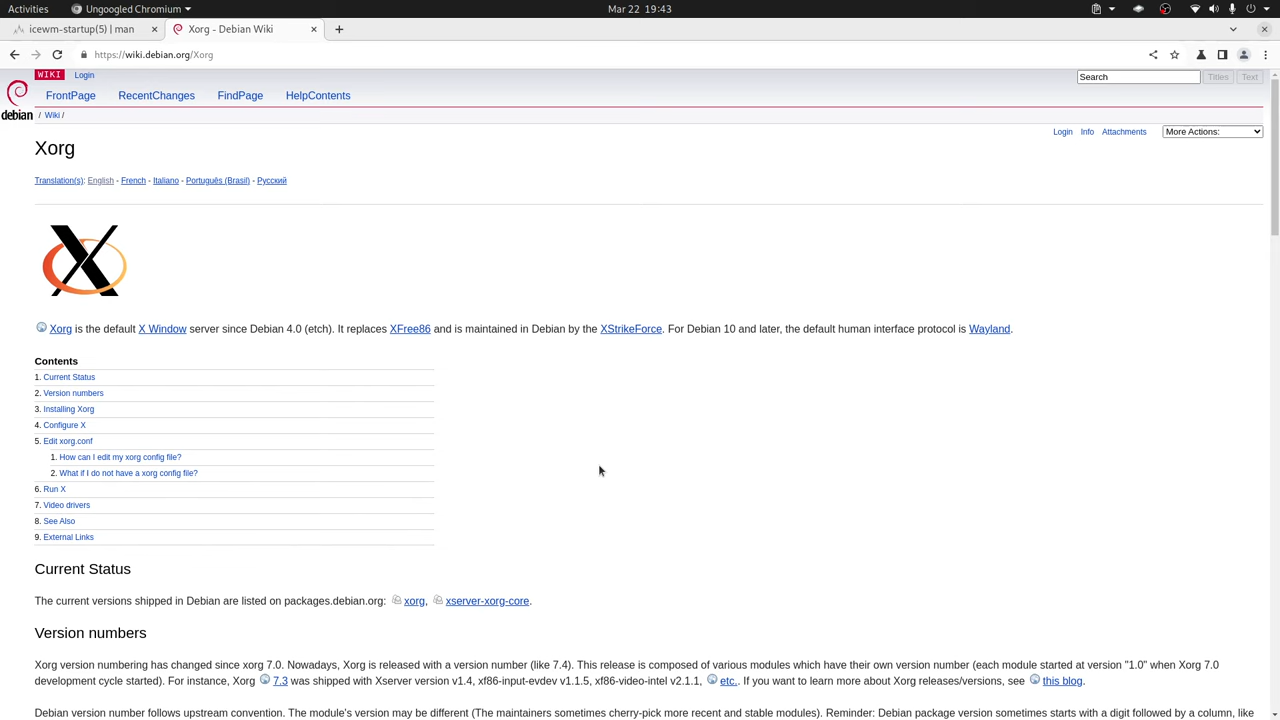 Activities
Ungoogled Chromium
Mar 22 19:43
icewm-startup(5) | man
Xorg - Debian Wiki
https://wiki.debian.org/Xorg
WIKI
Login
Search
Titles
Text
FrontPage
RecentChanges
FindPage
HelpContents
debian
/ Wiki /
Login
Info
Attachments
More Actions:
Xorg
Translation(s): English - French - Italiano - Português (Brasil) - Русский
Xorg is the default X Window server since Debian 4.0 (etch). It replaces XFree86 and is maintained in Debian by the XStrikeForce. For Debian 10 and later, the default human interface protocol is Wayland.
Contents
1. Current Status
2. Version numbers
3. Installing Xorg
4. Configure X
5. Edit xorg.conf
1. How can I edit my xorg config file?
2. What if I do not have a xorg config file?
6. Run X
7. Video drivers
8. See Also
9. External Links
Current Status
The current versions shipped in Debian are listed on packages.debian.org: xorg, xserver-xorg-core.
Version numbers
Xorg version numbering has changed since xorg 7.0. Nowadays, Xorg is released with a version number (like 7.4). This release is composed of various modules which have their own version number (each module started at version "1.0" when Xorg 7.0
development cycle started). For instance, Xorg 7.3 was shipped with Xserver version v1.4, xf86-input-evdev v1.1.5, xf86-video-intel v2.1.1, etc.. If you want to learn more about Xorg releases/versions, see this blog.
Debian version number follows upstream convention. The module's version may be different (The maintainers sometimes cherry-pick more recent and stable modules). Reminder: Debian package version sometimes starts with a digit followed by a column, like